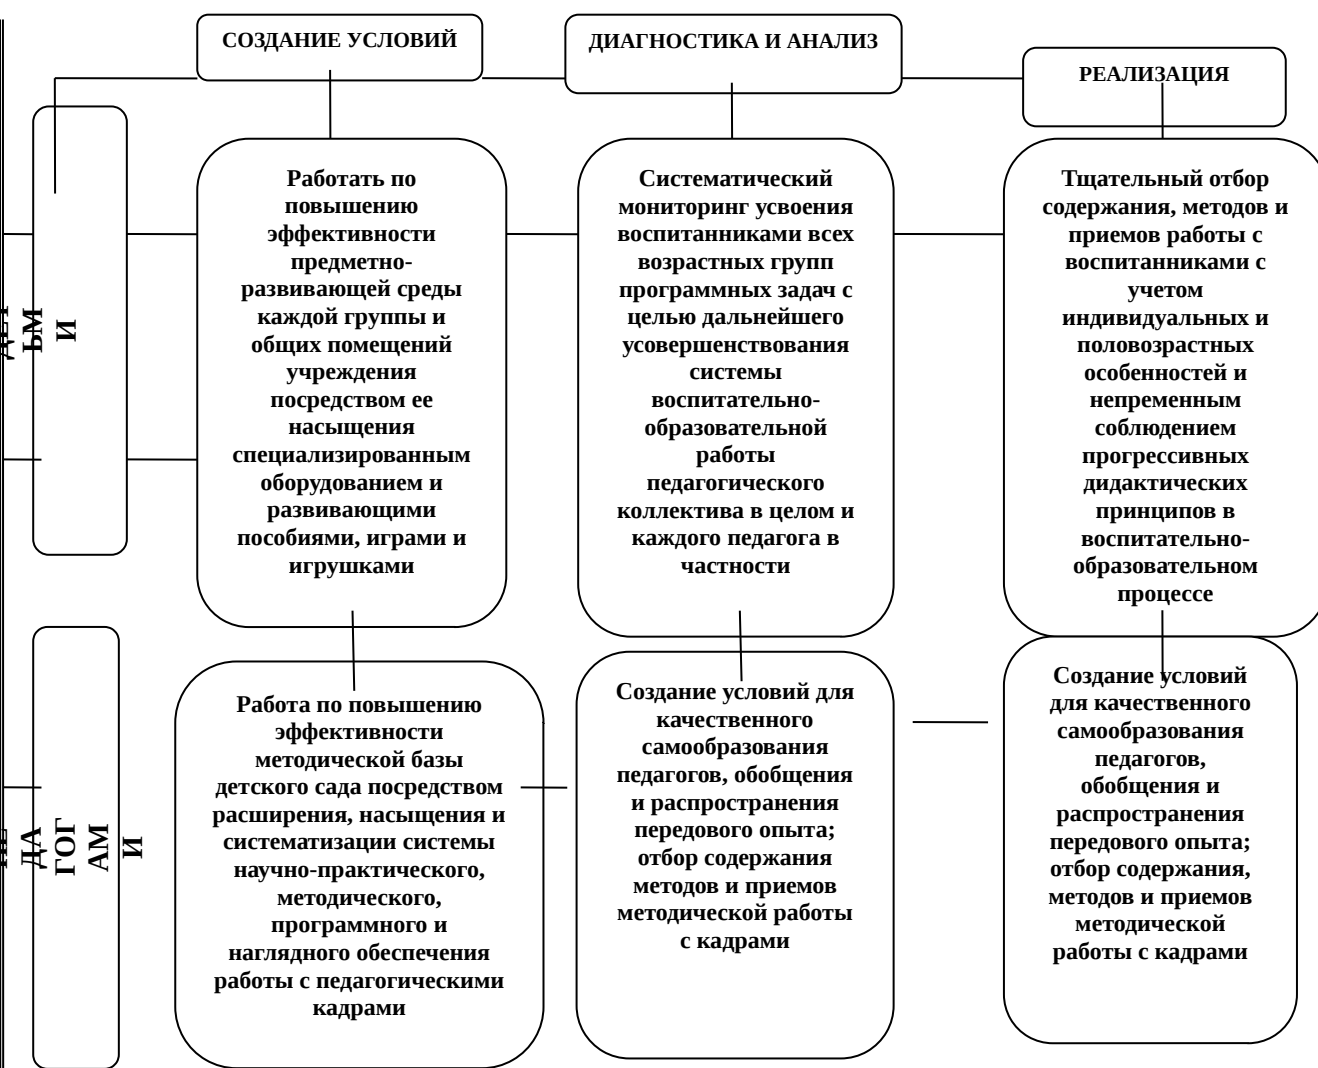 СОЗДАНИЕ УСЛОВИЙ
ДИАГНОСТИКА И АНАЛИЗ
РЕАЛИЗАЦИЯ
ЬМ
И
Работать по
повышению
эффективности
предметно-
развивающей среды
каждой группы и
общих помещений
учреждения
посредством ее
насыщения
специализированным
оборудованием и
развивающими
пособиями, играми и
игрушками
Систематический
мониторинг усвоения
воспитанниками всех
возрастных групп
программных задач с
целью дальнейшего
усовершенствования
системы
воспитательно-
образовательной
работы
педагогического
коллектива в целом и
каждого педагога в
частности
Тщательный отбор
содержания, методов и
приемов работы с
воспитанниками с
учетом
индивидуальных и
половозрастных
особенностей и
непременным
соблюдением
прогрессивных
дидактических
принципов в
воспитательно-
образовательном
процессе
ДА
ГОГ
АМ
И
Работа по повышению
эффективности
методической базы
детского сада посредством
расширения, насыщения и
систематизации системы
научно-практического,
методического,
программного и
наглядного обеспечения
работы с педагогическими
кадрами
Создание условий для
качественного
самообразования
педагогов, обобщения
и распространения
передового опыта;
отбор содержания
методов и приемов
методической работы
с кадрами
Создание условий
для качественного
самообразования
педагогов,
обобщения и
распространения
передового опыта;
отбор содержания,
методов и приемов
методической
работы с кадрами